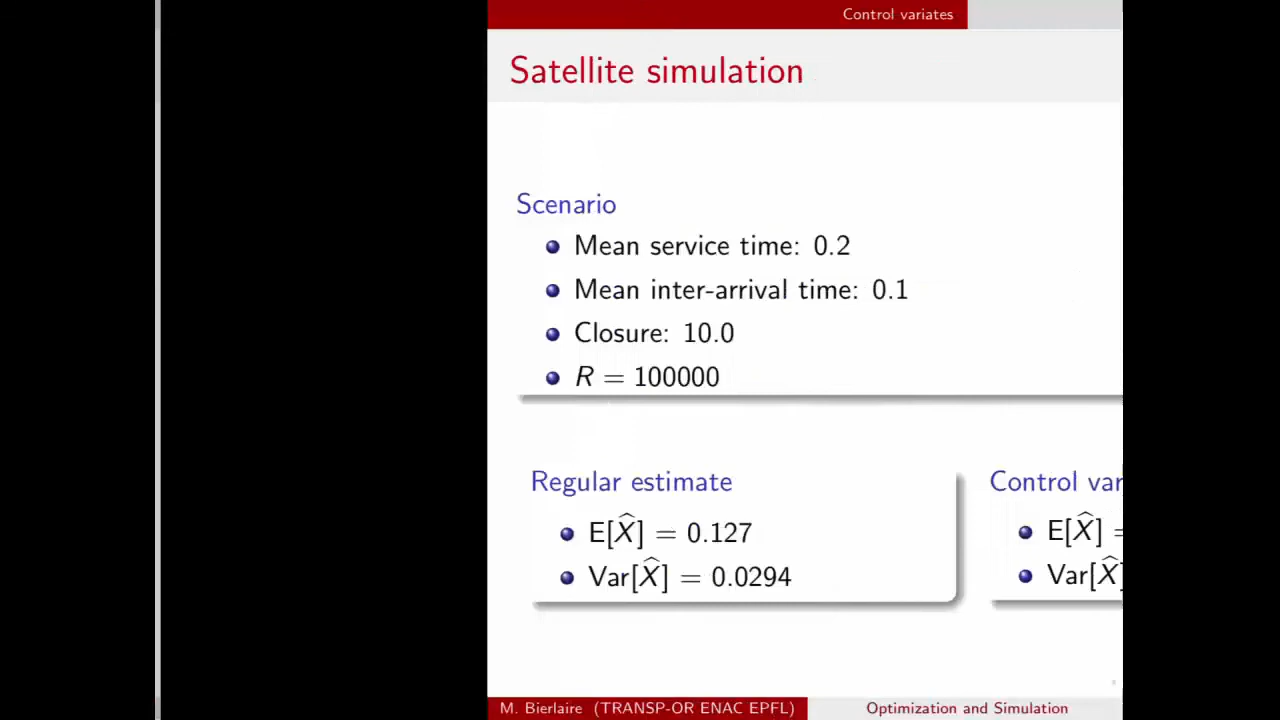 Control variates
Satellite simulation
Scenario
Mean service time: 0.2
Mean inter-arrival time: 0.1
Closure: 10.0
R = 100000
Regular estimate
E[X̂] = 0.127
Var[X̂] = 0.0294
Control var
E[X̂] =
Var[X̂]
M. Bierlaire (TRANSP-OR ENAC EPFL)
Optimization and Simulation